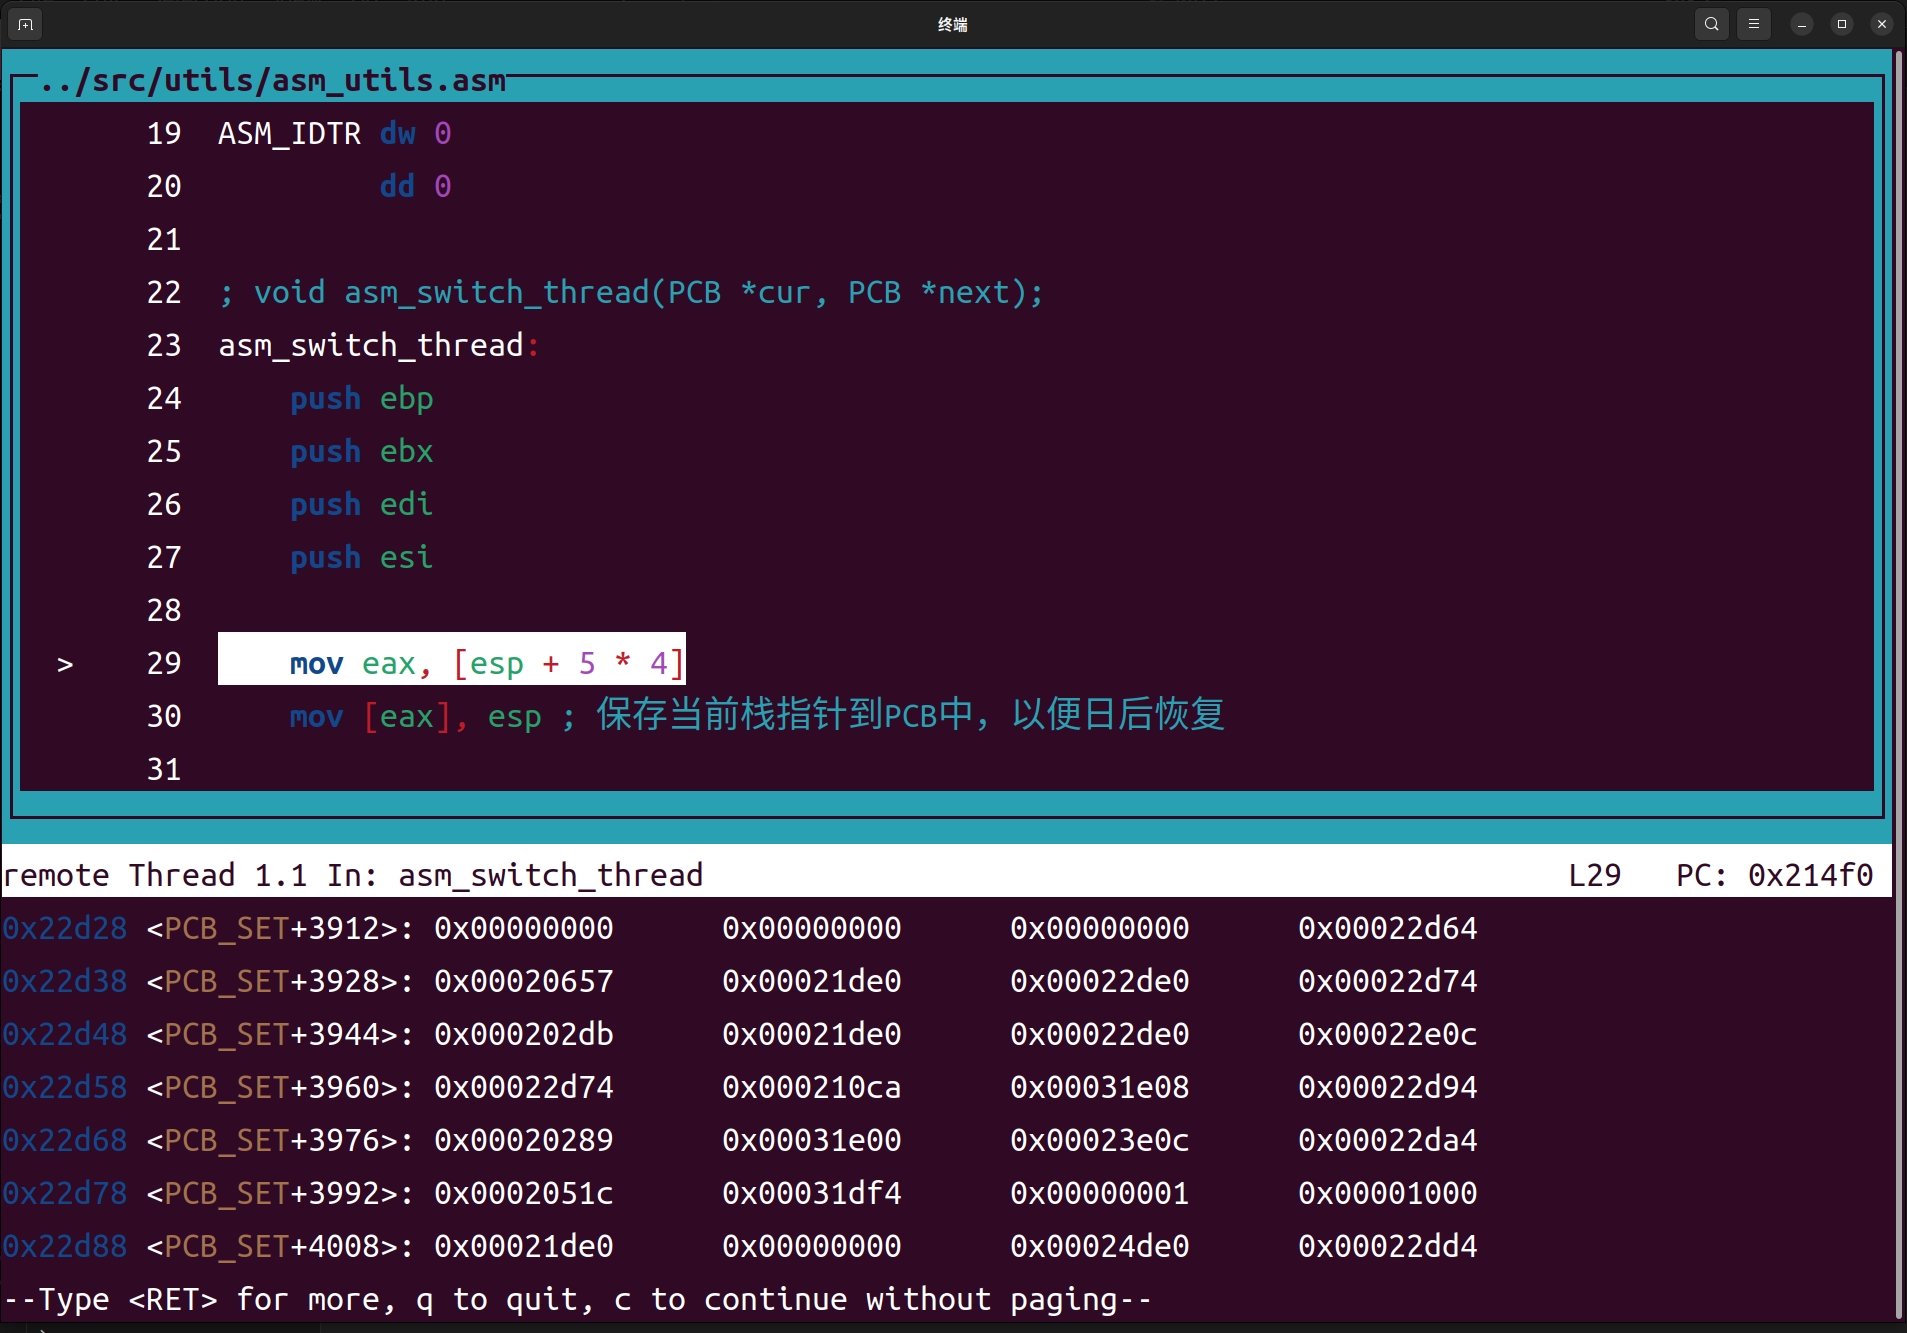 终端
../src/utils/asm_utils.asm
19 ASM_IDTR dw 0
20 dd 0
21
22 ; void asm_switch_thread(PCB *cur, PCB *next);
23 asm_switch_thread:
24 push ebp
25 push ebx
26 push edi
27 push esi
28
> 29 mov eax, [esp + 5 * 4]
30 mov [eax], esp ; 保存当前栈指针到PCB中，以便日后恢复
31
remote Thread 1.1 In: asm_switch_thread L29 PC: 0x214f0
0x22d28 <PCB_SET+3912>: 0x00000000 0x00000000 0x00000000 0x00022d64
0x22d38 <PCB_SET+3928>: 0x00020657 0x00021de0 0x00022de0 0x00022d74
0x22d48 <PCB_SET+3944>: 0x000202db 0x00021de0 0x00022de0 0x00022e0c
0x22d58 <PCB_SET+3960>: 0x00022d74 0x000210ca 0x00031e08 0x00022d94
0x22d68 <PCB_SET+3976>: 0x00020289 0x00031e00 0x00023e0c 0x00022da4
0x22d78 <PCB_SET+3992>: 0x0002051c 0x00031df4 0x00000001 0x00001000
0x22d88 <PCB_SET+4008>: 0x00021de0 0x00000000 0x00024de0 0x00022dd4
--Type <RET> for more, q to quit, c to continue without paging--